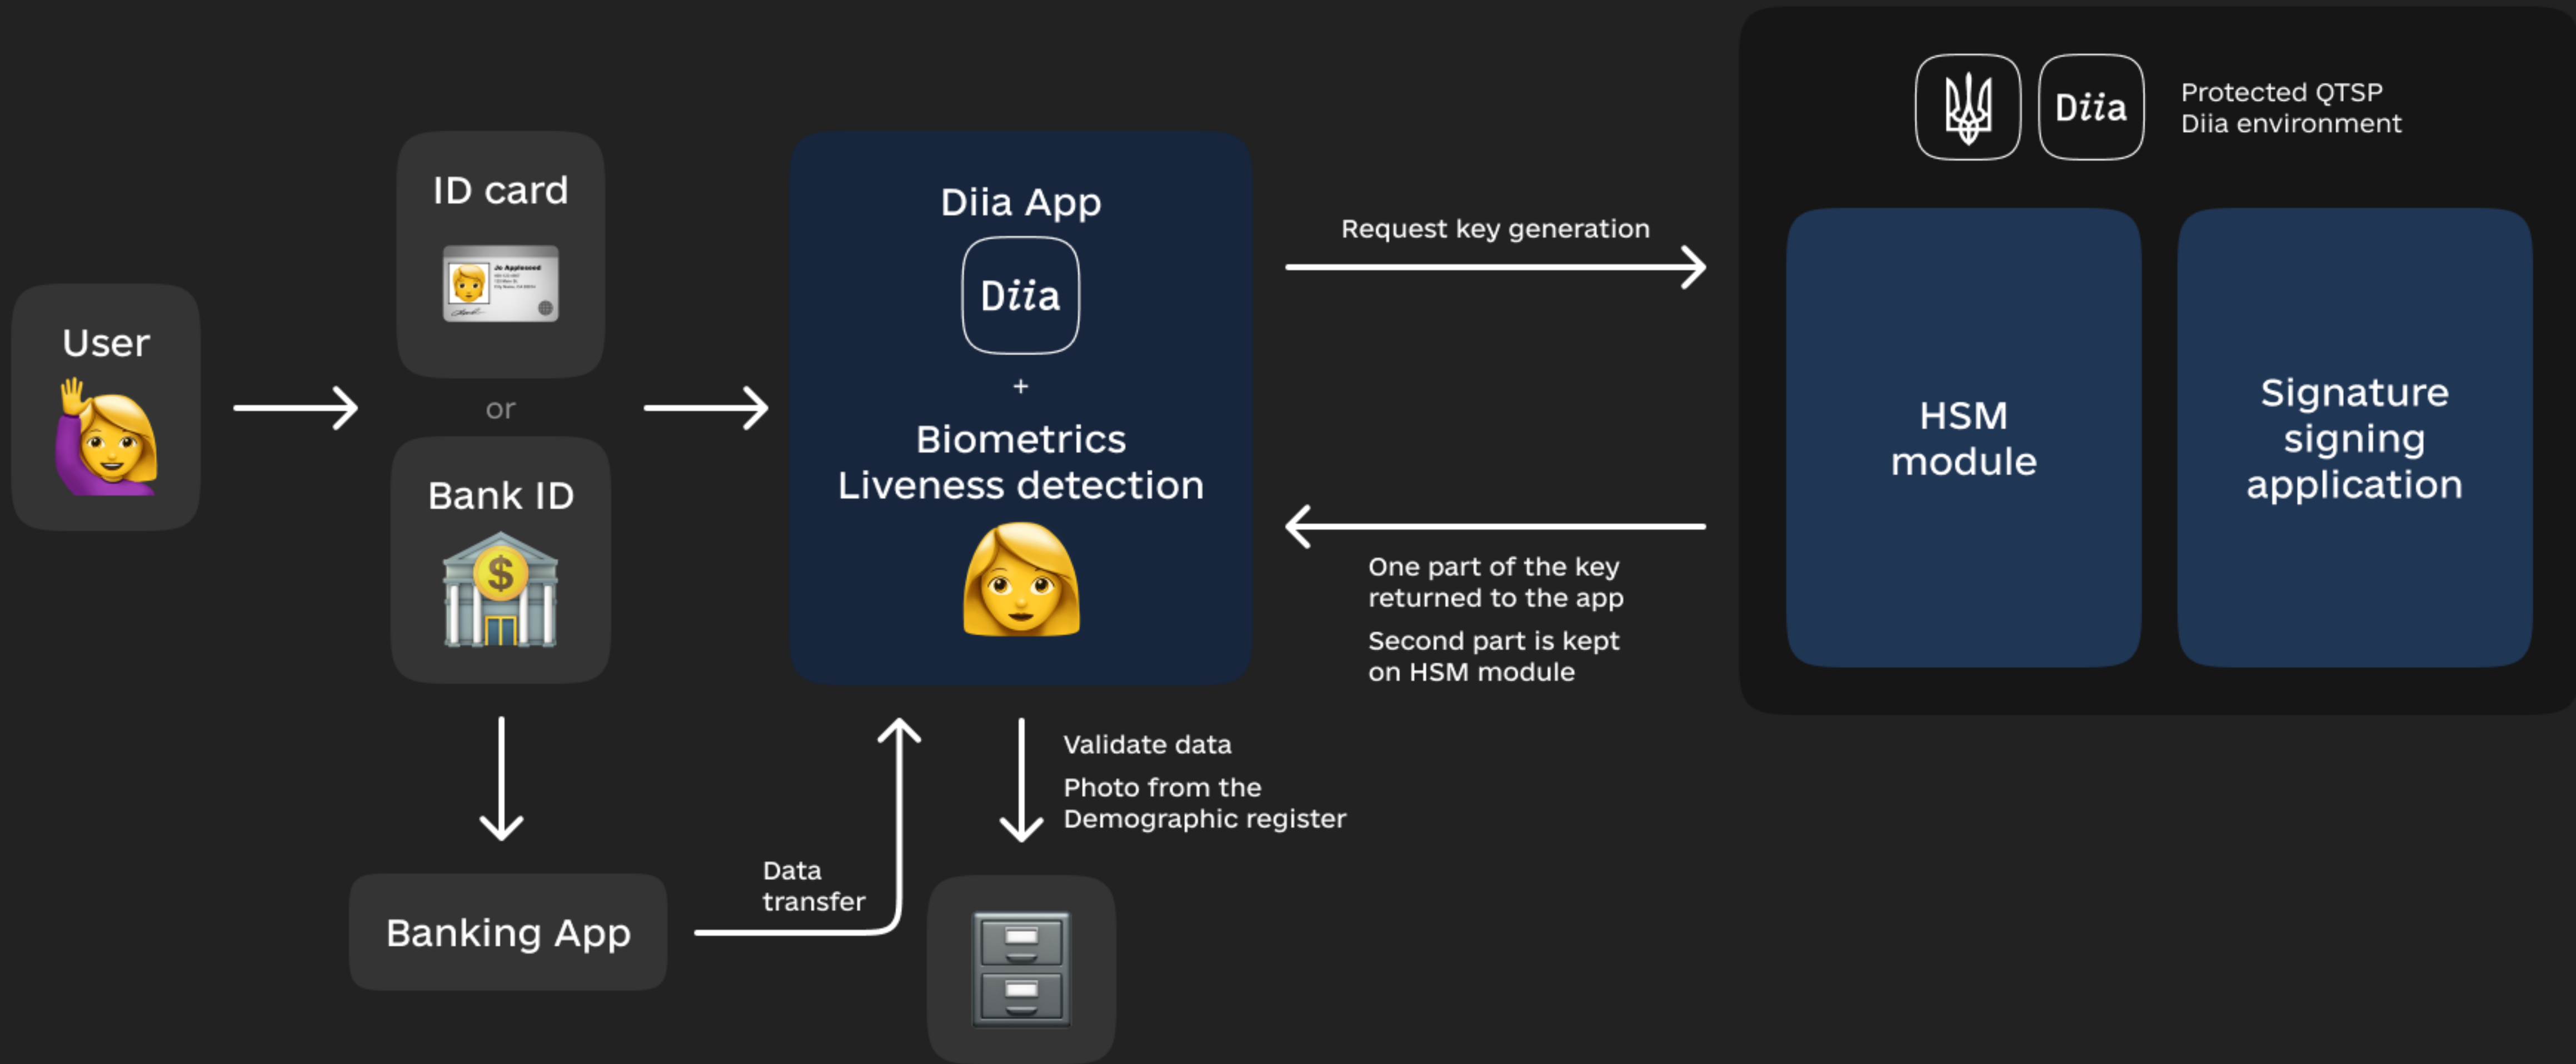 User
ID card
Jo Appleseed
or
Bank ID
Banking App
Data
transfer
Diia App
Diia
+
Biometrics
Liveness detection
Validate data
Photo from the
Demographic register
Request key generation
One part of the key
returned to the app
Second part is kept
on HSM module
Diia
Protected QTSP
Diia environment
HSM
module
Signature
signing
application